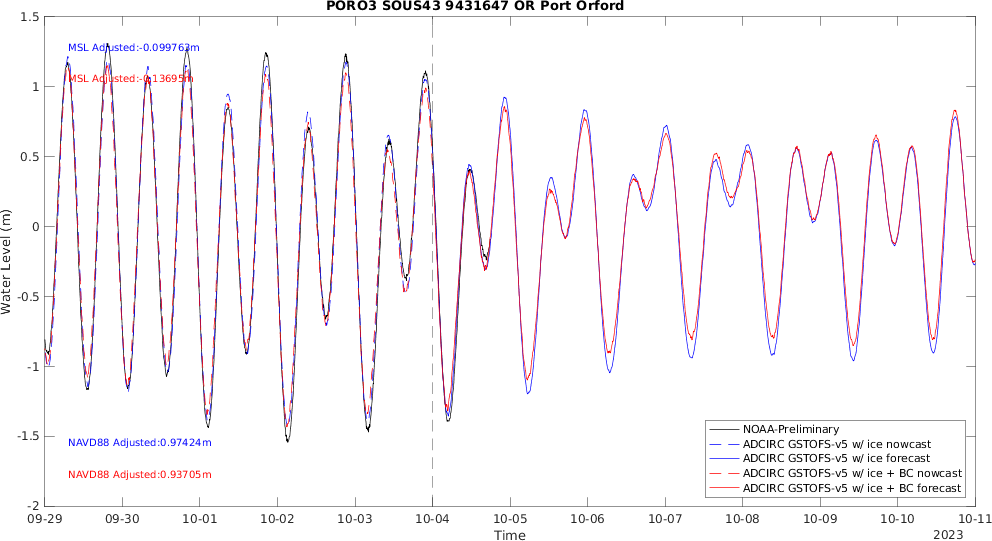 PORO3 SOUS43 9431647 OR Port Orford
1.5
1
0.5
0
-0.5
-1
-1.5
-2
Water Level (m)
MSL Adjusted:-0.099763m
MSL Adjusted:-0.13695m
NAVD88 Adjusted:0.97424m
NAVD88 Adjusted:0.93705m
NOAA-Preliminary
ADCIRC GSTOFS-v5 w/ ice nowcast
ADCIRC GSTOFS-v5 w/ ice forecast
ADCIRC GSTOFS-v5 w/ ice + BC nowcast
ADCIRC GSTOFS-v5 w/ ice + BC forecast
09-29 09-30 10-01 10-02 10-03 10-04 10-05 10-06 10-07 10-08 10-09 10-10 10-11
Time
2023